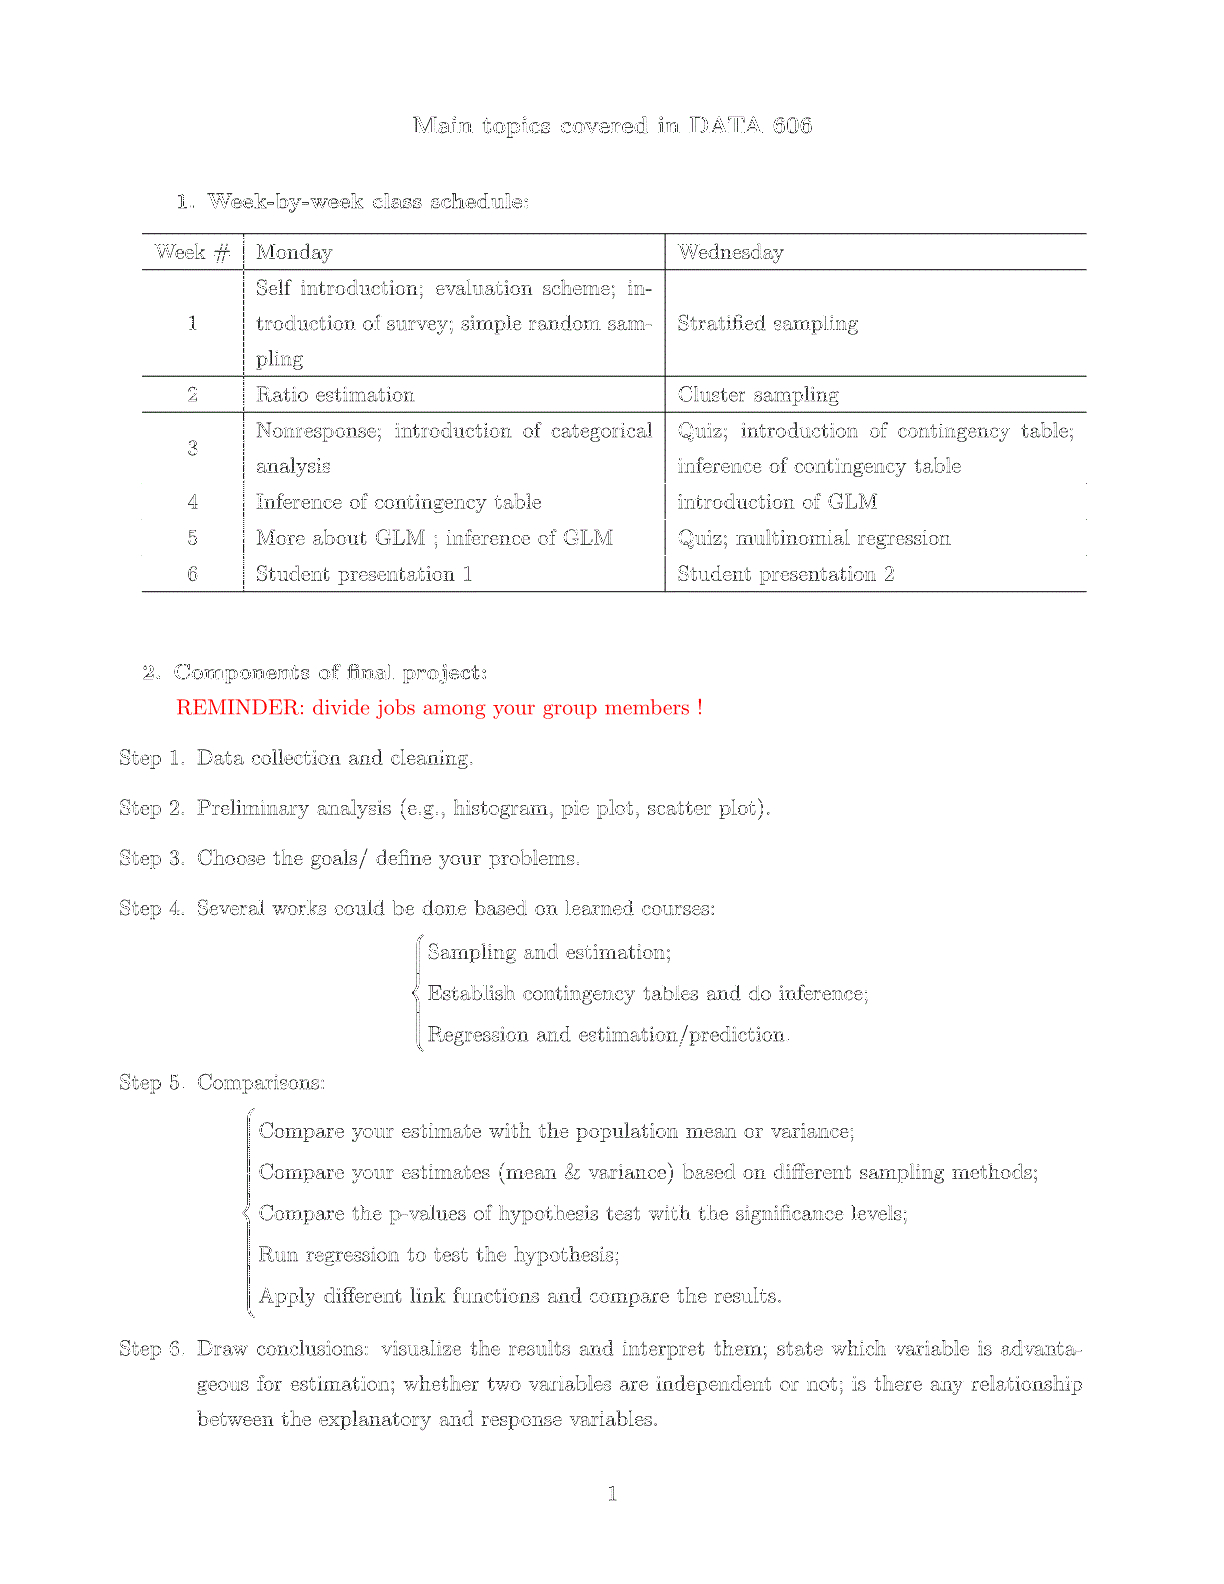 Main topics covered in DATA 606
1. Week-by-week class schedule:
Week # Monday Wednesday
Self introduction; evaluation scheme; in-
1 troduction of survey; simple random sam- Stratified sampling
pling
2 Ratio estimation Cluster sampling
3 Nonresponse; introduction of categorical Quiz; introduction of contingency table;
analysis inference of contingency table
4 Inference of contingency table introduction of GLM
5 More about GLM ; inference of GLM Quiz; multinomial regression
6 Student presentation 1 Student presentation 2
2. Components of final project:
REMINDER: divide jobs among your group members !
Step 1. Data collection and cleaning.
Step 2. Preliminary analysis (e.g., histogram, pie plot, scatter plot).
Step 3. Choose the goals/ define your problems.
Step 4. Several works could be done based on learned courses:
Sampling and estimation;
Establish contingency tables and do inference;
Regression and estimation/prediction.
Step 5. Comparisons:
Compare your estimate with the population mean or variance;
Compare your estimates (mean & variance) based on different sampling methods;
Compare the p-values of hypothesis test with the significance levels;
Run regression to test the hypothesis;
Apply different link functions and compare the results.
Step 6. Draw conclusions: visualize the results and interpret them; state which variable is advanta-
geous for estimation; whether two variables are independent or not; is there any relationship
between the explanatory and response variables.
1